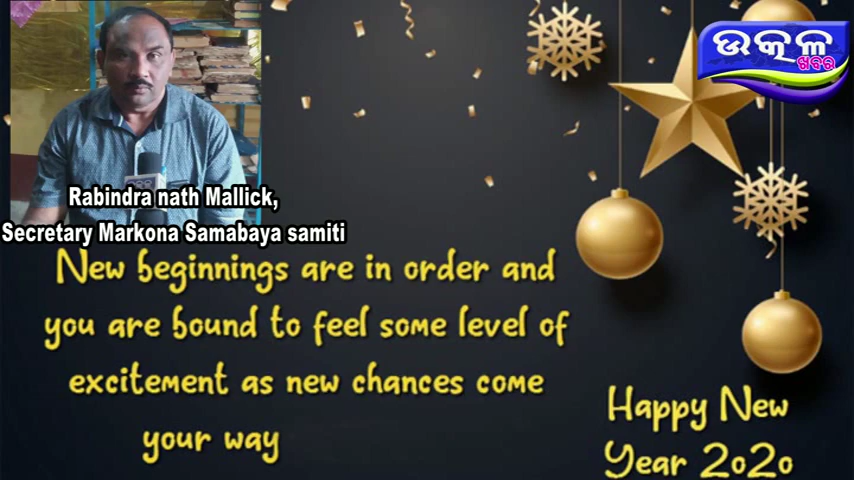 ଉତ୍କଳ
ଖବର
Rabindra nath Mallick,
Secretary Markona Samabaya samiti
New beginnings are in order and
you are bound to feel some level of
excitement as new chances come
your way
Happy New
Year 2020